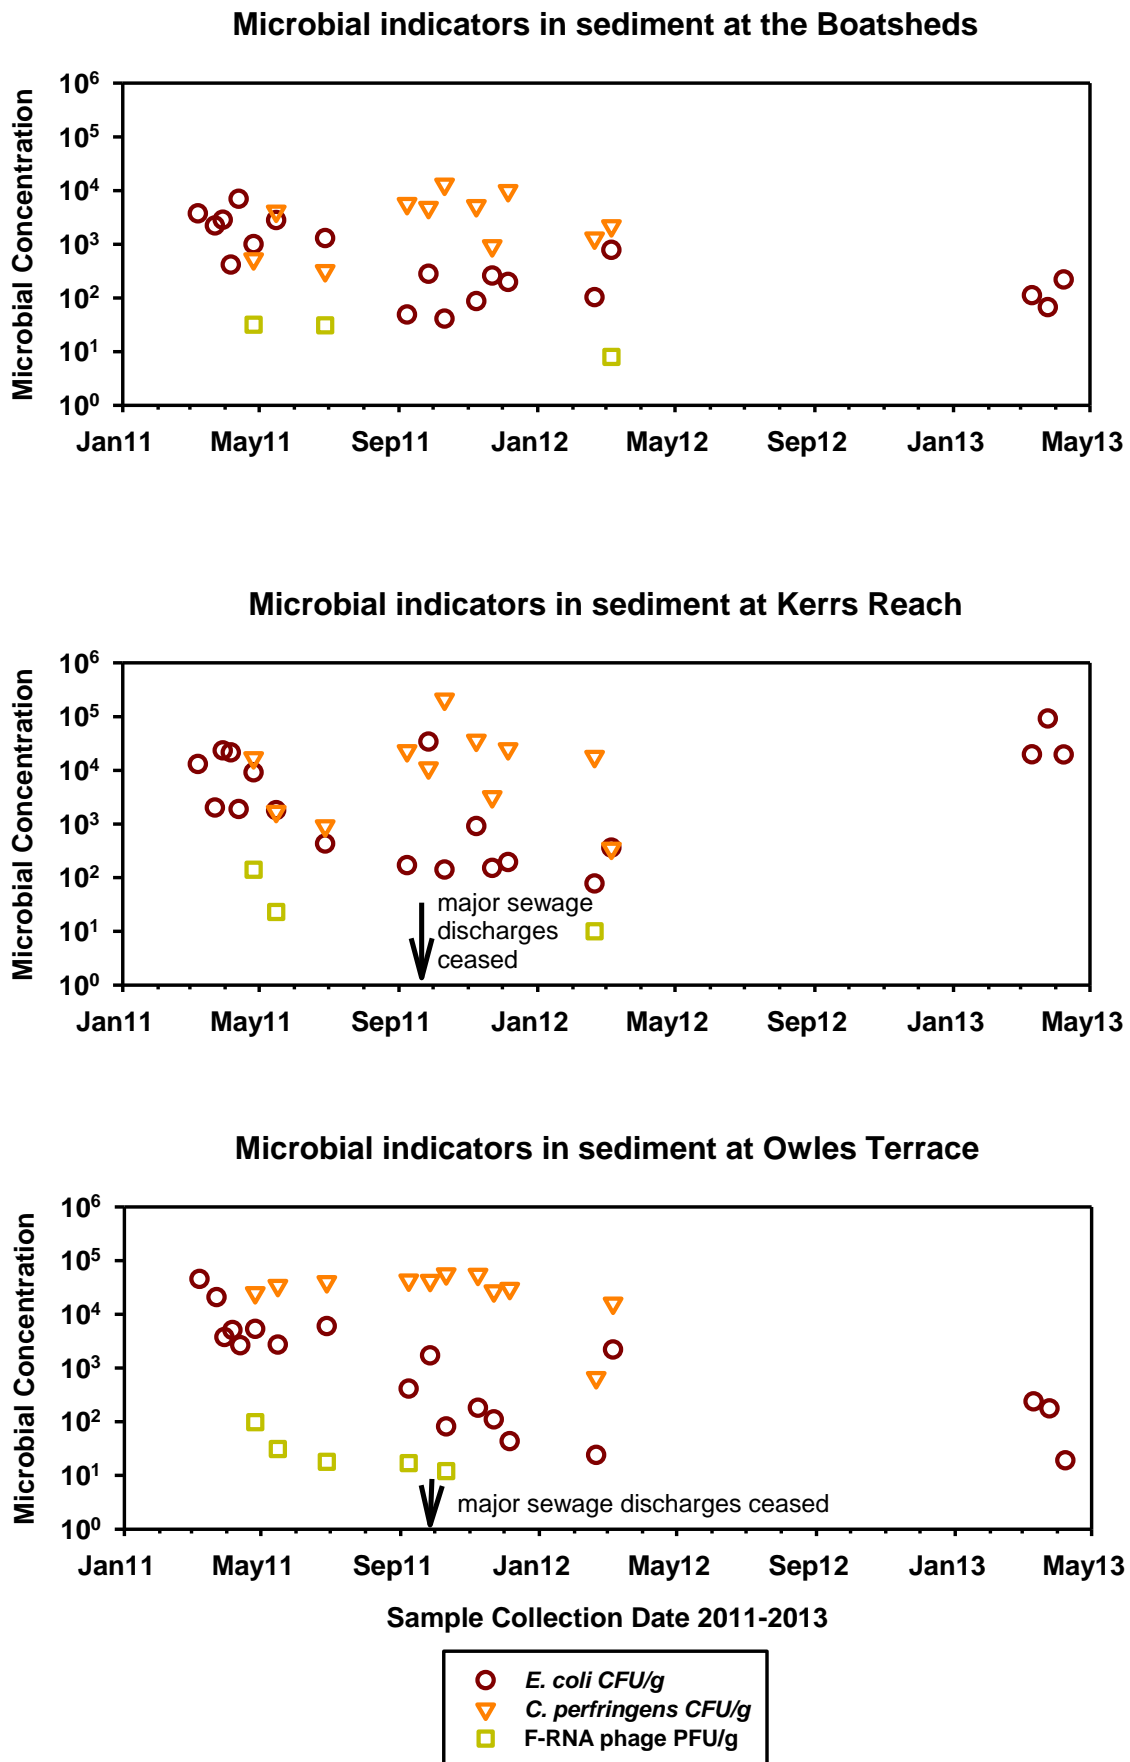 Microbial indicators in sediment at the Boatsheds
Microbial Concentration
10⁶
10⁵
10⁴
10³
10²
10¹
10⁰
Jan11 May11 Sep11 Jan12 May12 Sep12 Jan13 May13
Microbial indicators in sediment at Kerrs Reach
Microbial Concentration
10⁶
10⁵
10⁴
10³
10²
10¹
10⁰
major sewage
discharges
ceased
Jan11 May11 Sep11 Jan12 May12 Sep12 Jan13 May13
Microbial indicators in sediment at Owles Terrace
Microbial Concentration
10⁶
10⁵
10⁴
10³
10²
10¹
10⁰
major sewage discharges ceased
Jan11 May11 Sep11 Jan12 May12 Sep12 Jan13 May13
Sample Collection Date 2011-2013
E. coli CFU/g
C. perfringens CFU/g
F-RNA phage PFU/g